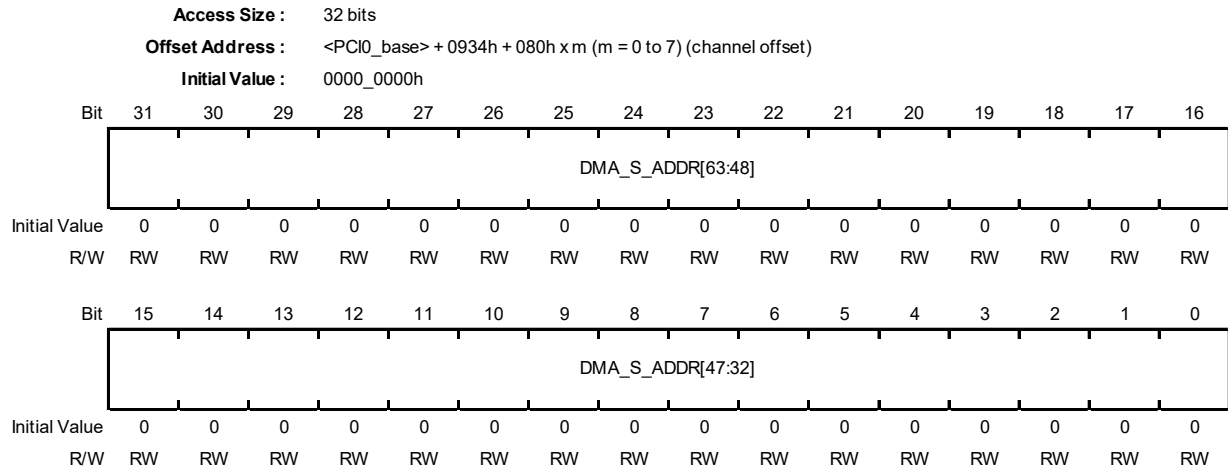 Access Size : 32 bits
Offset Address : <PCI0_base> + 0934h + 080h x m (m = 0 to 7) (channel offset)
Initial Value : 0000_0000h
Bit 31 30 29 28 27 26 25 24 23 22 21 20 19 18 17 16
DMA_S_ADDR[63:48]
Initial Value 0 0 0 0 0 0 0 0 0 0 0 0 0 0 0 0
R/W RW RW RW RW RW RW RW RW RW RW RW RW RW RW RW RW
Bit 15 14 13 12 11 10 9 8 7 6 5 4 3 2 1 0
DMA_S_ADDR[47:32]
Initial Value 0 0 0 0 0 0 0 0 0 0 0 0 0 0 0 0
R/W RW RW RW RW RW RW RW RW RW RW RW RW RW RW RW RW